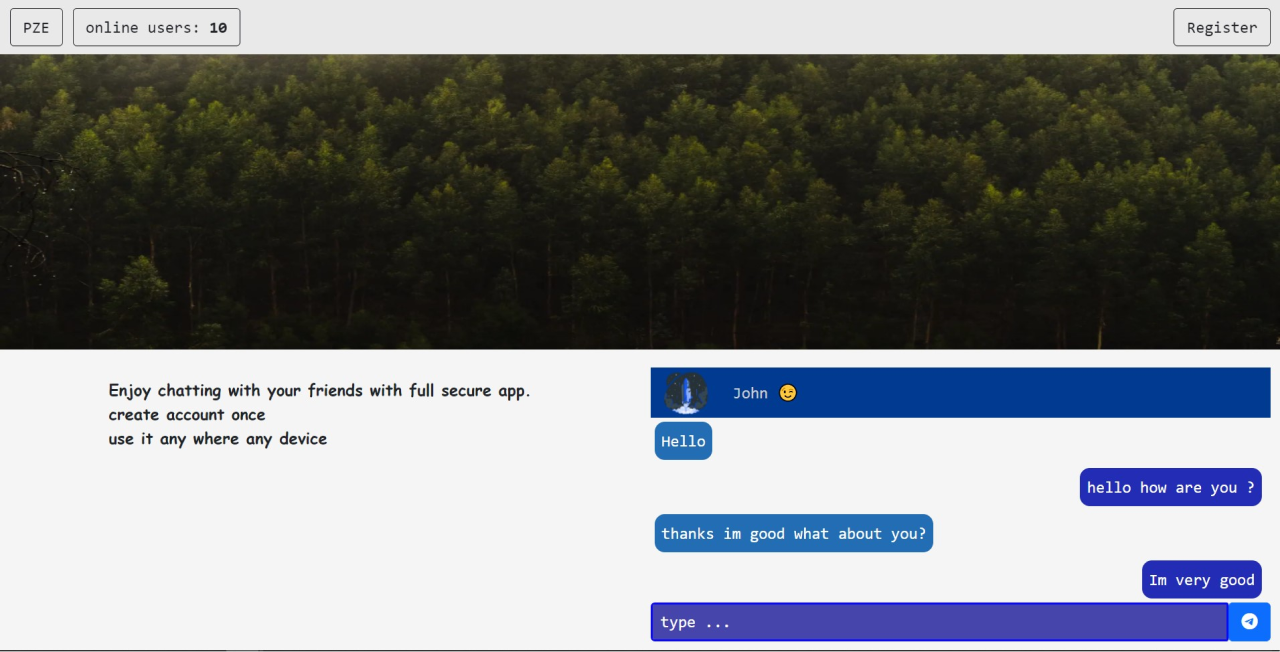 PZE
online users: 10
Register
Enjoy chatting with your friends with full secure app.
create account once
use it any where any device
John 😉
Hello
hello how are you ?
thanks im good what about you?
Im very good
type ...